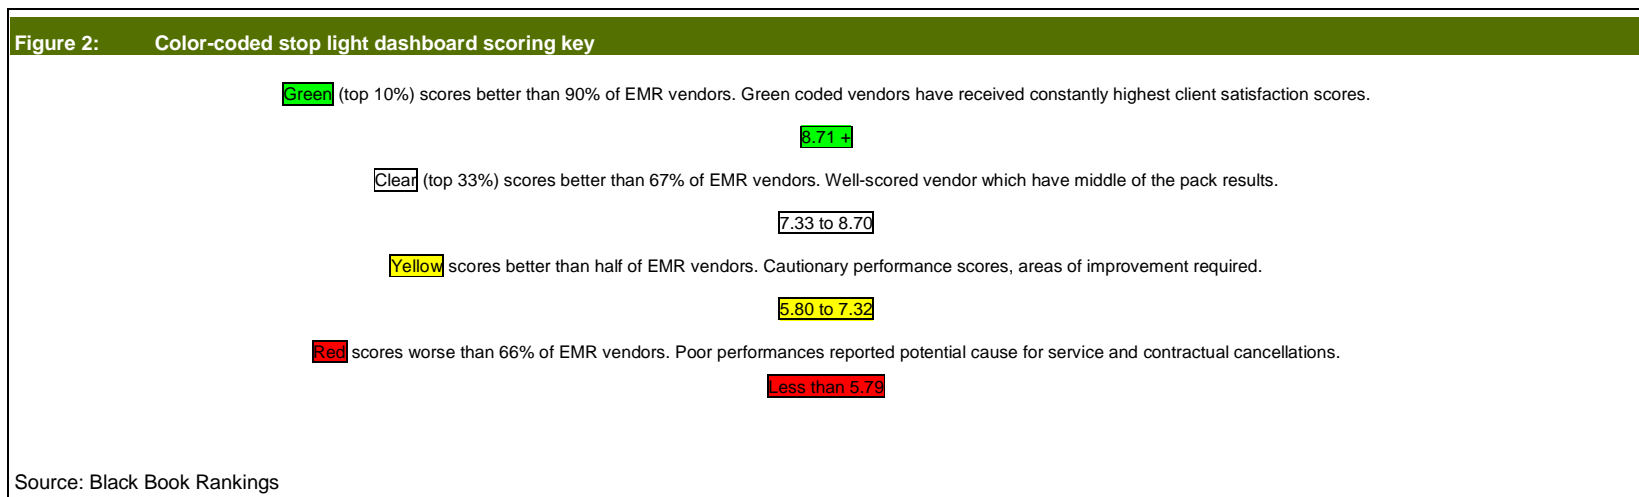 Figure 2: Color-coded stop light dashboard scoring key
Green (top 10%) scores better than 90% of EMR vendors. Green coded vendors have received constantly highest client satisfaction scores.
8.71 +
Clear (top 33%) scores better than 67% of EMR vendors. Well-scored vendor which have middle of the pack results.
7.33 to 8.70
Yellow scores better than half of EMR vendors. Cautionary performance scores, areas of improvement required.
5.80 to 7.32
Red scores worse than 66% of EMR vendors. Poor performances reported potential cause for service and contractual cancellations.
Less than 5.79
Source: Black Book Rankings